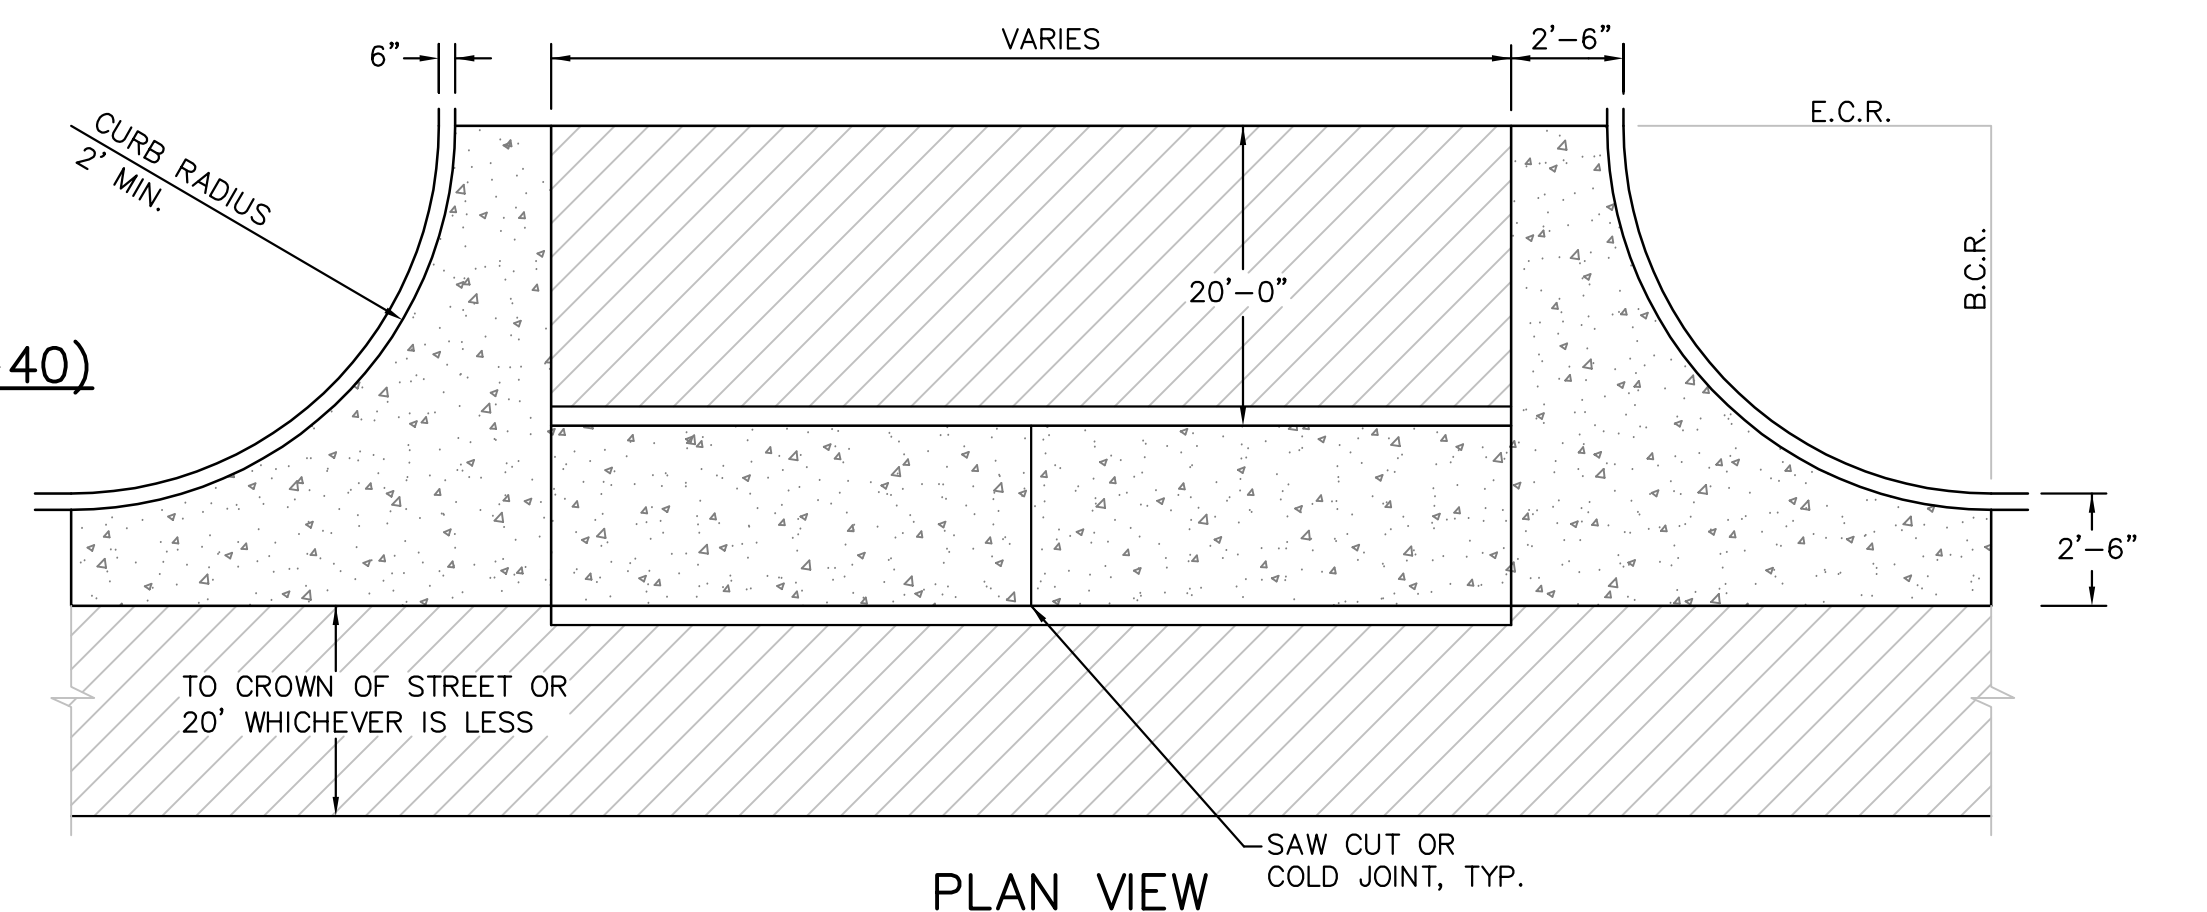 6"
VARIES
2'-6"
E.C.R.
CURB RADIUS
2' MIN.
B.C.R.
20'-0"
40)
2'-6"
TO CROWN OF STREET OR
20' WHICHEVER IS LESS
SAW CUT OR
COLD JOINT, TYP.
PLAN VIEW